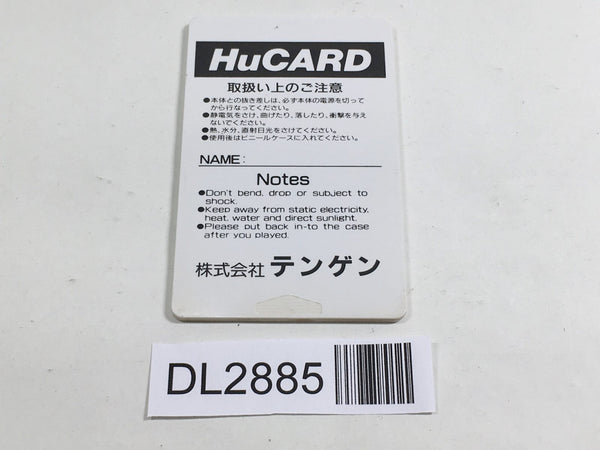 HuCARD
取扱い上のご注意
●本体との抜き差しは、必ず本体の電源を切って
から行なってください。
●静電気をさけ、曲げたり、落したり、衝撃を与え
ないでください。
●熱、水分、直射日光をさけてください。
●使用後はビニールケースに入れてください。
NAME:
Notes
●Don't bend, drop or subject to
shock.
●Keep away from static electricity,
heat, water and direct sunlight.
●Please put back in-to the case
after you played.
株式会社 テンゲン
DL2885